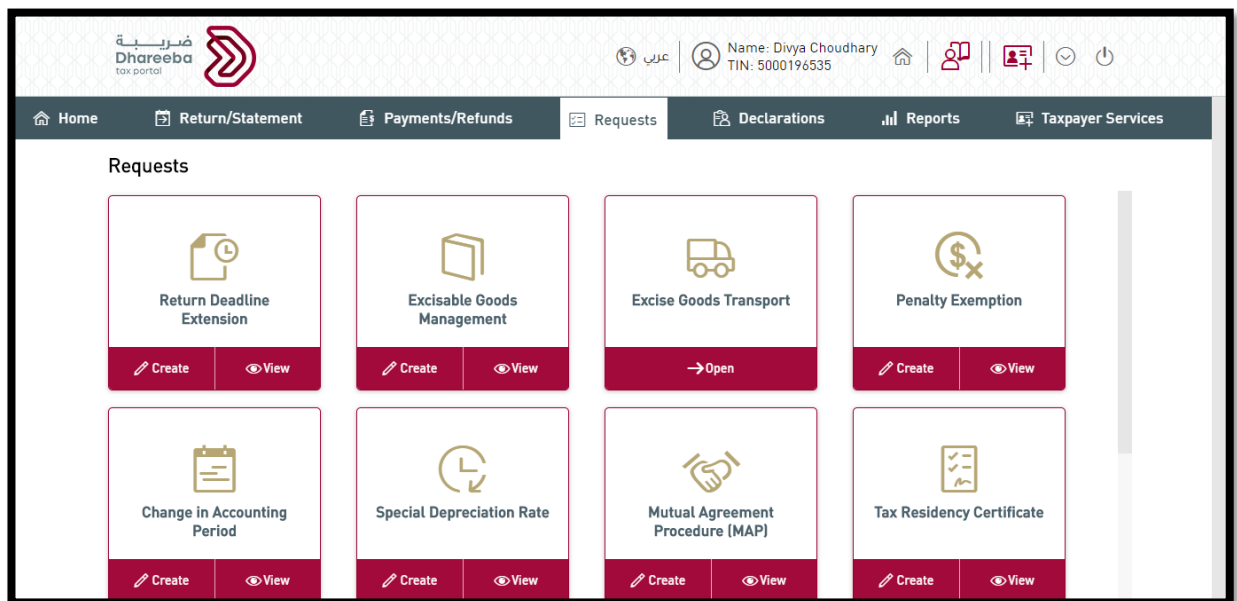 ضريبة
Dhareeba
tax portal
عربي
Name: Divya Choudhary
TIN: 5000196535
Home
Return/Statement
Payments/Refunds
Requests
Declarations
Reports
Taxpayer Services
Requests
Return Deadline
Extension
Excisable Goods
Management
Excise Goods Transport
Penalty Exemption
Create
View
Create
View
Open
Create
View
Change in Accounting
Period
Special Depreciation Rate
Mutual Agreement
Procedure (MAP)
Tax Residency Certificate
Create
View
Create
View
Create
View
Create
View